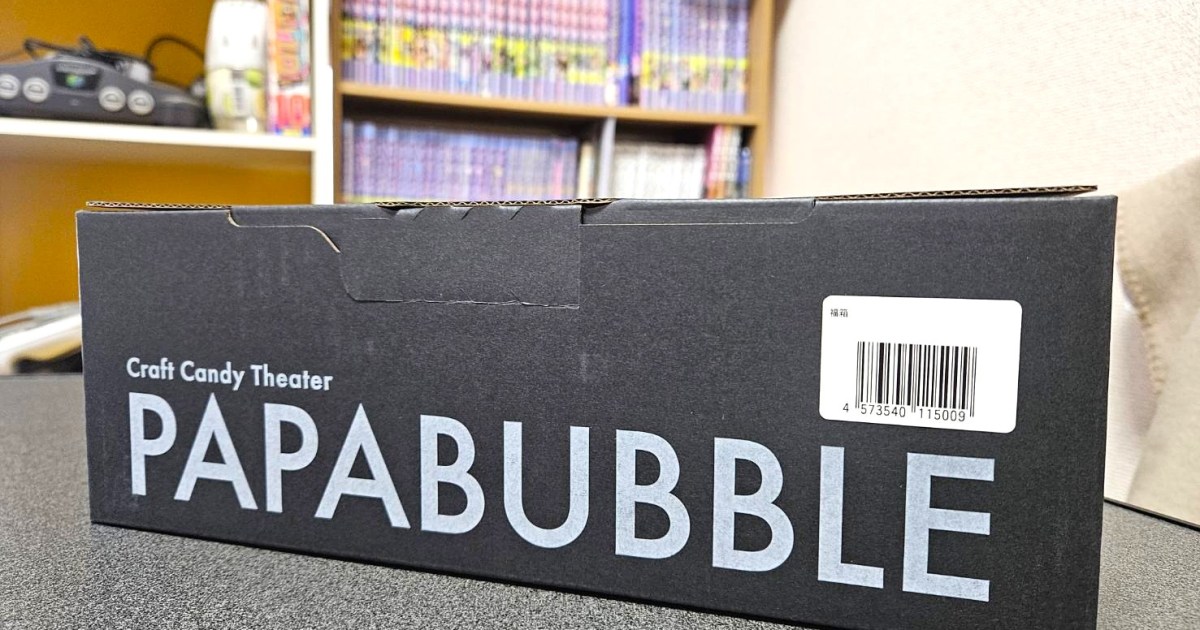 福箱
4 573540 115009
Craft Candy Theater
PAPABUBBLE